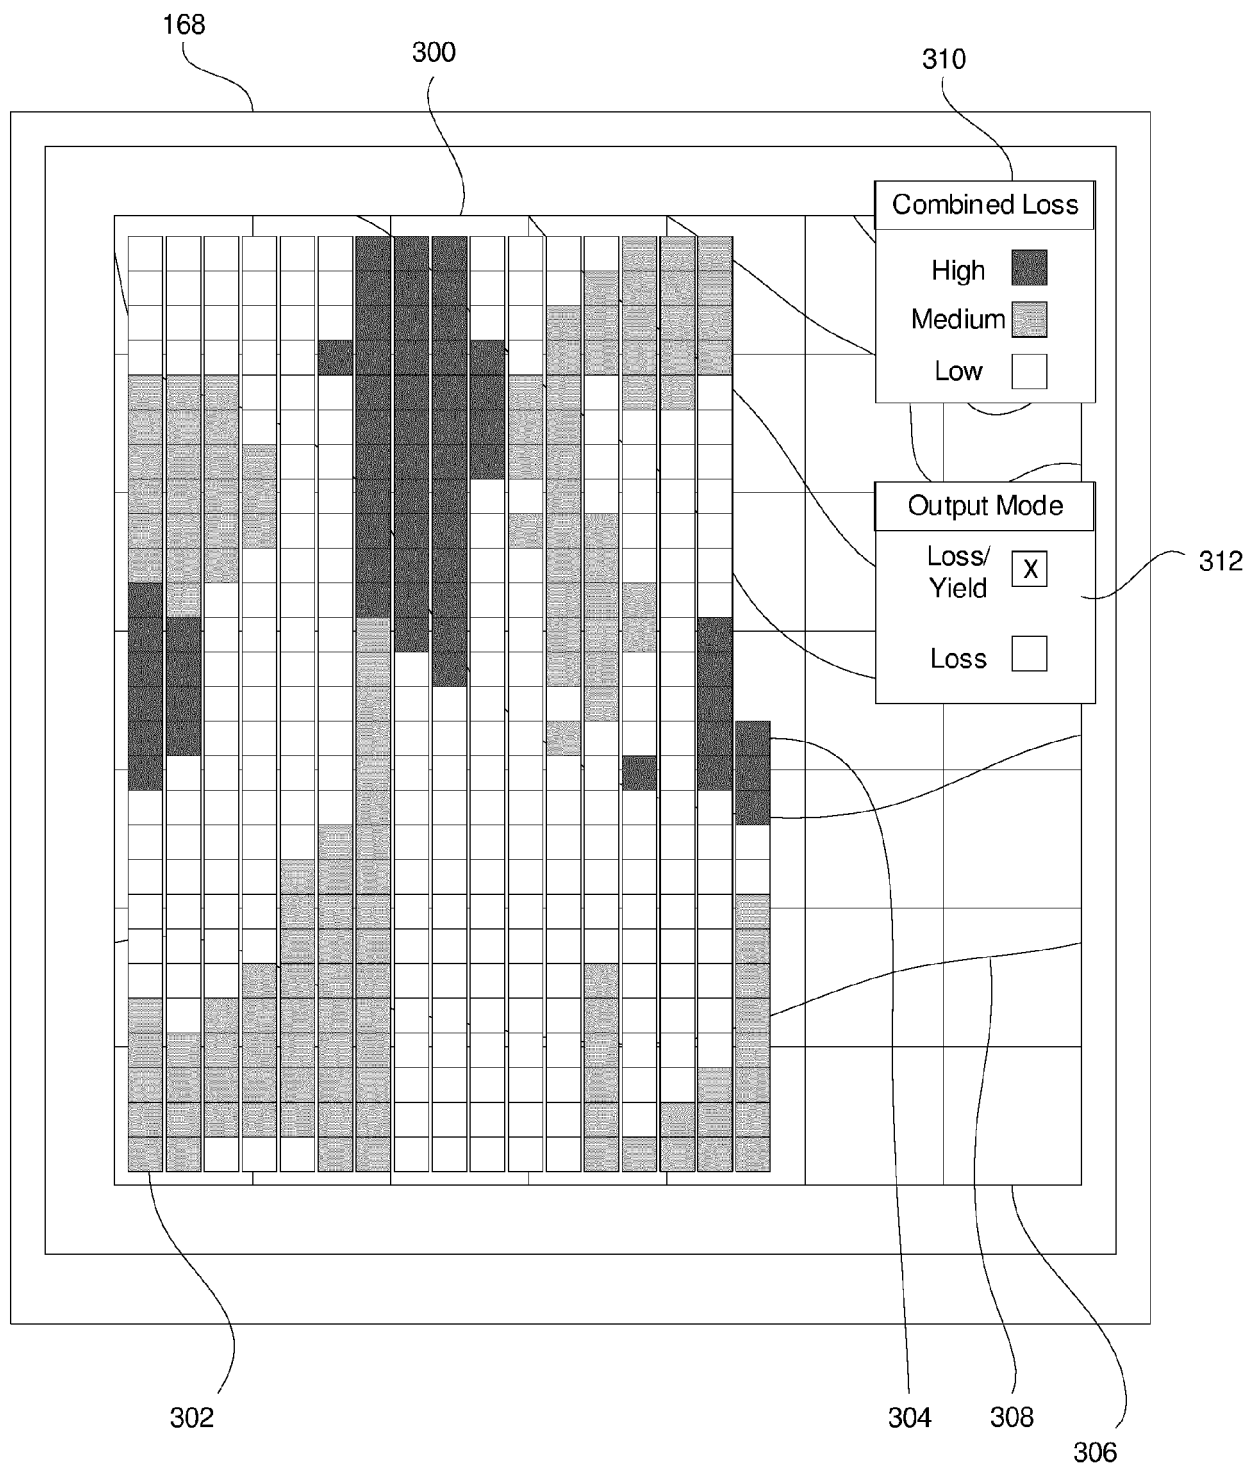 168
300
310
Combined Loss
High
Medium
Low
Output Mode
Loss/
Yield
X
Loss
312
302
304
308
306